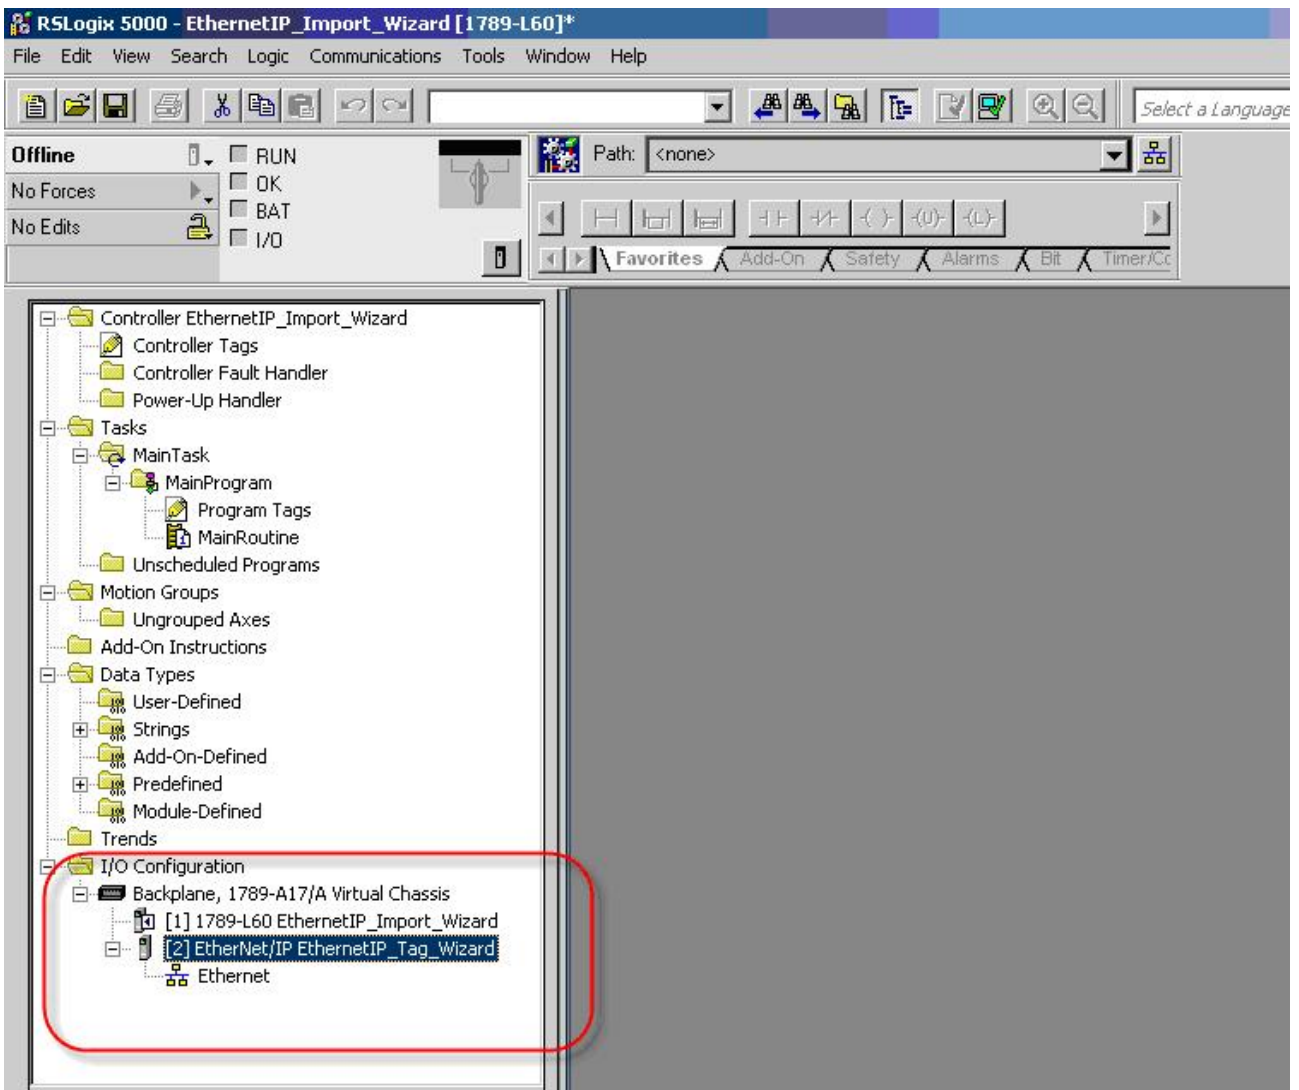 RSLogix 5000 - EthernetIP_Import_Wizard [1789-L60]*
File Edit View Search Logic Communications Tools Window Help
Select a Language
Offline
RUN
Path: <none>
No Forces
OK
BAT
No Edits
I/O
Favorites Add-On Safety Alarms Bit Timer/Cc
Controller EthernetIP_Import_Wizard
Controller Tags
Controller Fault Handler
Power-Up Handler
Tasks
MainTask
MainProgram
Program Tags
MainRoutine
Unscheduled Programs
Motion Groups
Ungrouped Axes
Add-On Instructions
Data Types
User-Defined
Strings
Add-On-Defined
Predefined
Module-Defined
Trends
I/O Configuration
Backplane, 1789-A17/A Virtual Chassis
[1] 1789-L60 EthernetIP_Import_Wizard
[2] EtherNet/IP EthernetIP_Tag_Wizard
Ethernet